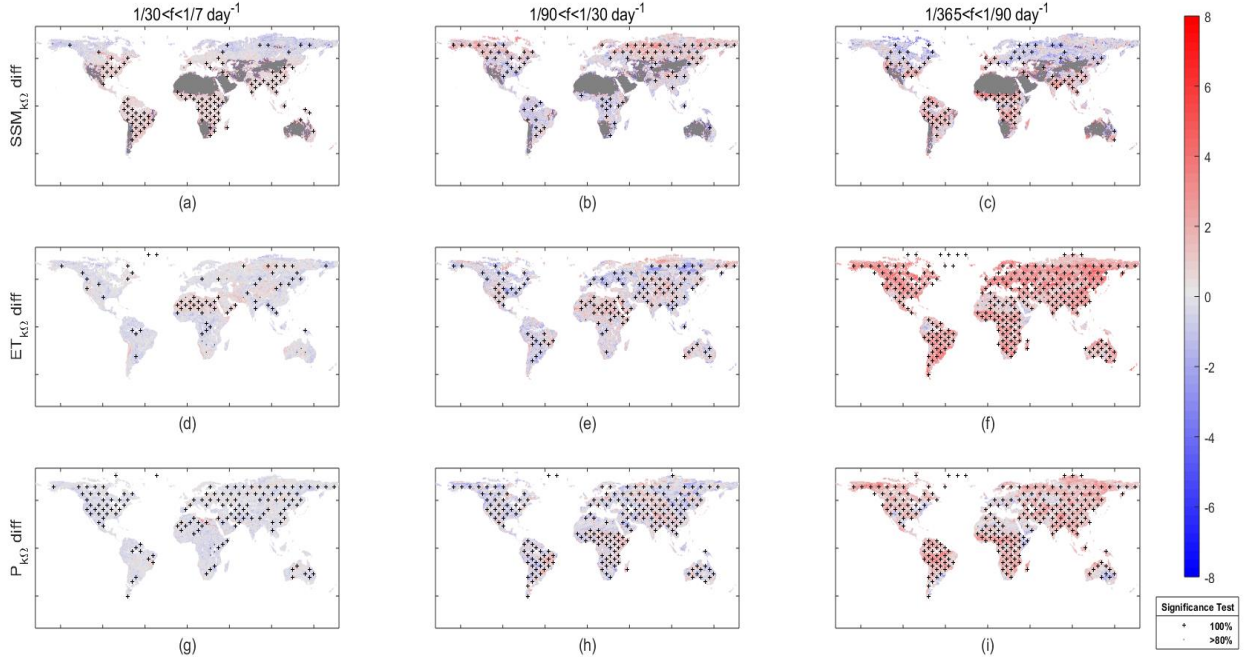 1/30<f<1/7 day⁻¹
1/90<f<1/30 day⁻¹
1/365<f<1/90 day⁻¹
SSM_kΩ diff
(a)
(b)
(c)
ET_kΩ diff
(d)
(e)
(f)
P_kΩ diff
(g)
(h)
(i)
8
6
4
2
0
-2
-4
-6
-8
Significance Test
+ 100%
· >80%